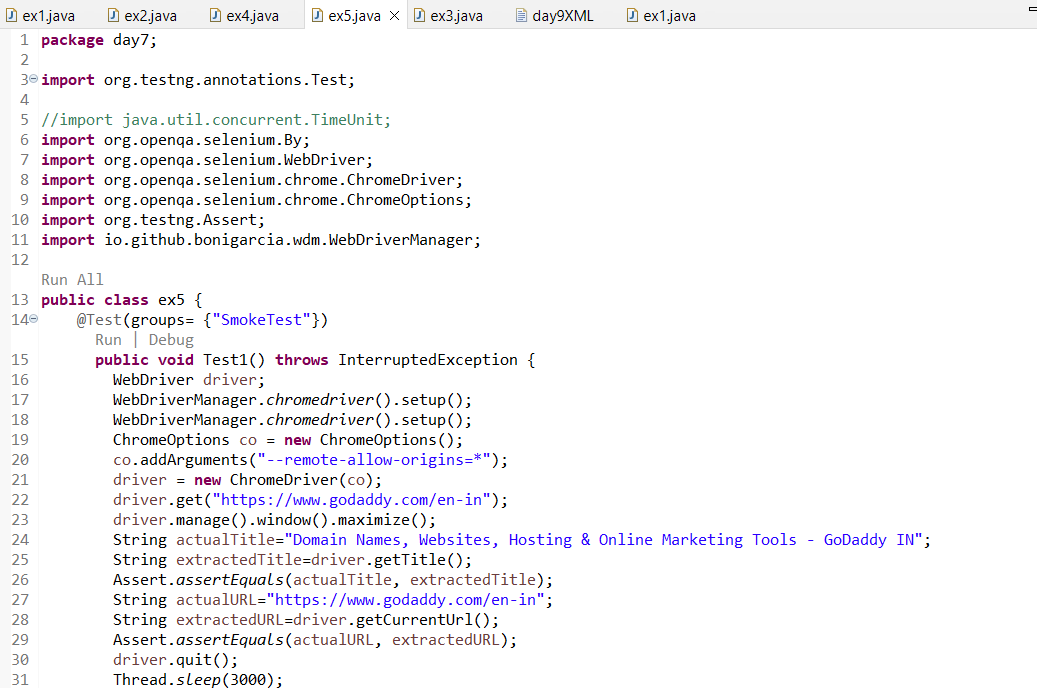 ex1.java ex2.java ex4.java ex5.java ex3.java day9XML ex1.java
1 package day7;
2
3 import org.testng.annotations.Test;
4
5 //import java.util.concurrent.TimeUnit;
6 import org.openqa.selenium.By;
7 import org.openqa.selenium.WebDriver;
8 import org.openqa.selenium.chrome.ChromeDriver;
9 import org.openqa.selenium.chrome.ChromeOptions;
10 import org.testng.Assert;
11 import io.github.bonigarcia.wdm.WebDriverManager;
12
Run All
13 public class ex5 {
14 @Test(groups= {"SmokeTest"})
Run | Debug
15 public void Test1() throws InterruptedException {
16 WebDriver driver;
17 WebDriverManager.chromedriver().setup();
18 WebDriverManager.chromedriver().setup();
19 ChromeOptions co = new ChromeOptions();
20 co.addArguments("--remote-allow-origins=*");
21 driver = new ChromeDriver(co);
22 driver.get("https://www.godaddy.com/en-in");
23 driver.manage().window().maximize();
24 String actualTitle="Domain Names, Websites, Hosting & Online Marketing Tools - GoDaddy IN";
25 String extractedTitle=driver.getTitle();
26 Assert.assertEquals(actualTitle, extractedTitle);
27 String actualURL="https://www.godaddy.com/en-in";
28 String extractedURL=driver.getCurrentUrl();
29 Assert.assertEquals(actualURL, extractedURL);
30 driver.quit();
31 Thread.sleep(3000);